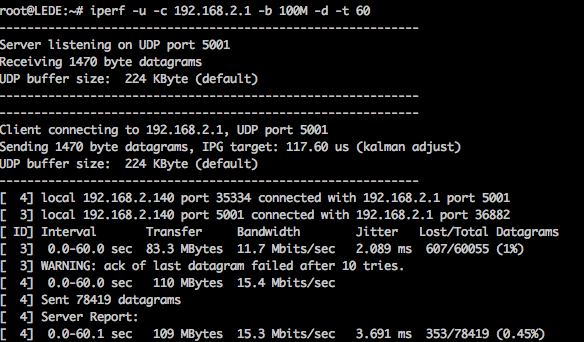 root@LEDE:~# iperf -u -c 192.168.2.1 -b 100M -d -t 60
------------------------------------------------------------
Server listening on UDP port 5001
Receiving 1470 byte datagrams
UDP buffer size:  224 KByte (default)
------------------------------------------------------------
------------------------------------------------------------
Client connecting to 192.168.2.1, UDP port 5001
Sending 1470 byte datagrams, IPG target: 117.60 us (kalman adjust)
UDP buffer size:  224 KByte (default)
------------------------------------------------------------
[  4] local 192.168.2.140 port 35334 connected with 192.168.2.1 port 5001
[  3] local 192.168.2.140 port 5001 connected with 192.168.2.1 port 36882
[ ID] Interval       Transfer     Bandwidth        Jitter   Lost/Total Datagrams
[  3]  0.0-60.0 sec  83.3 MBytes  11.7 Mbits/sec   2.089 ms  607/60055 (1%)
[  3] WARNING: ack of last datagram failed after 10 tries.
[  4]  0.0-60.0 sec   110 MBytes  15.4 Mbits/sec
[  4] Sent 78419 datagrams
[  4] Server Report:
[  4]  0.0-60.1 sec   109 MBytes  15.3 Mbits/sec   3.691 ms  353/78419 (0.45%)